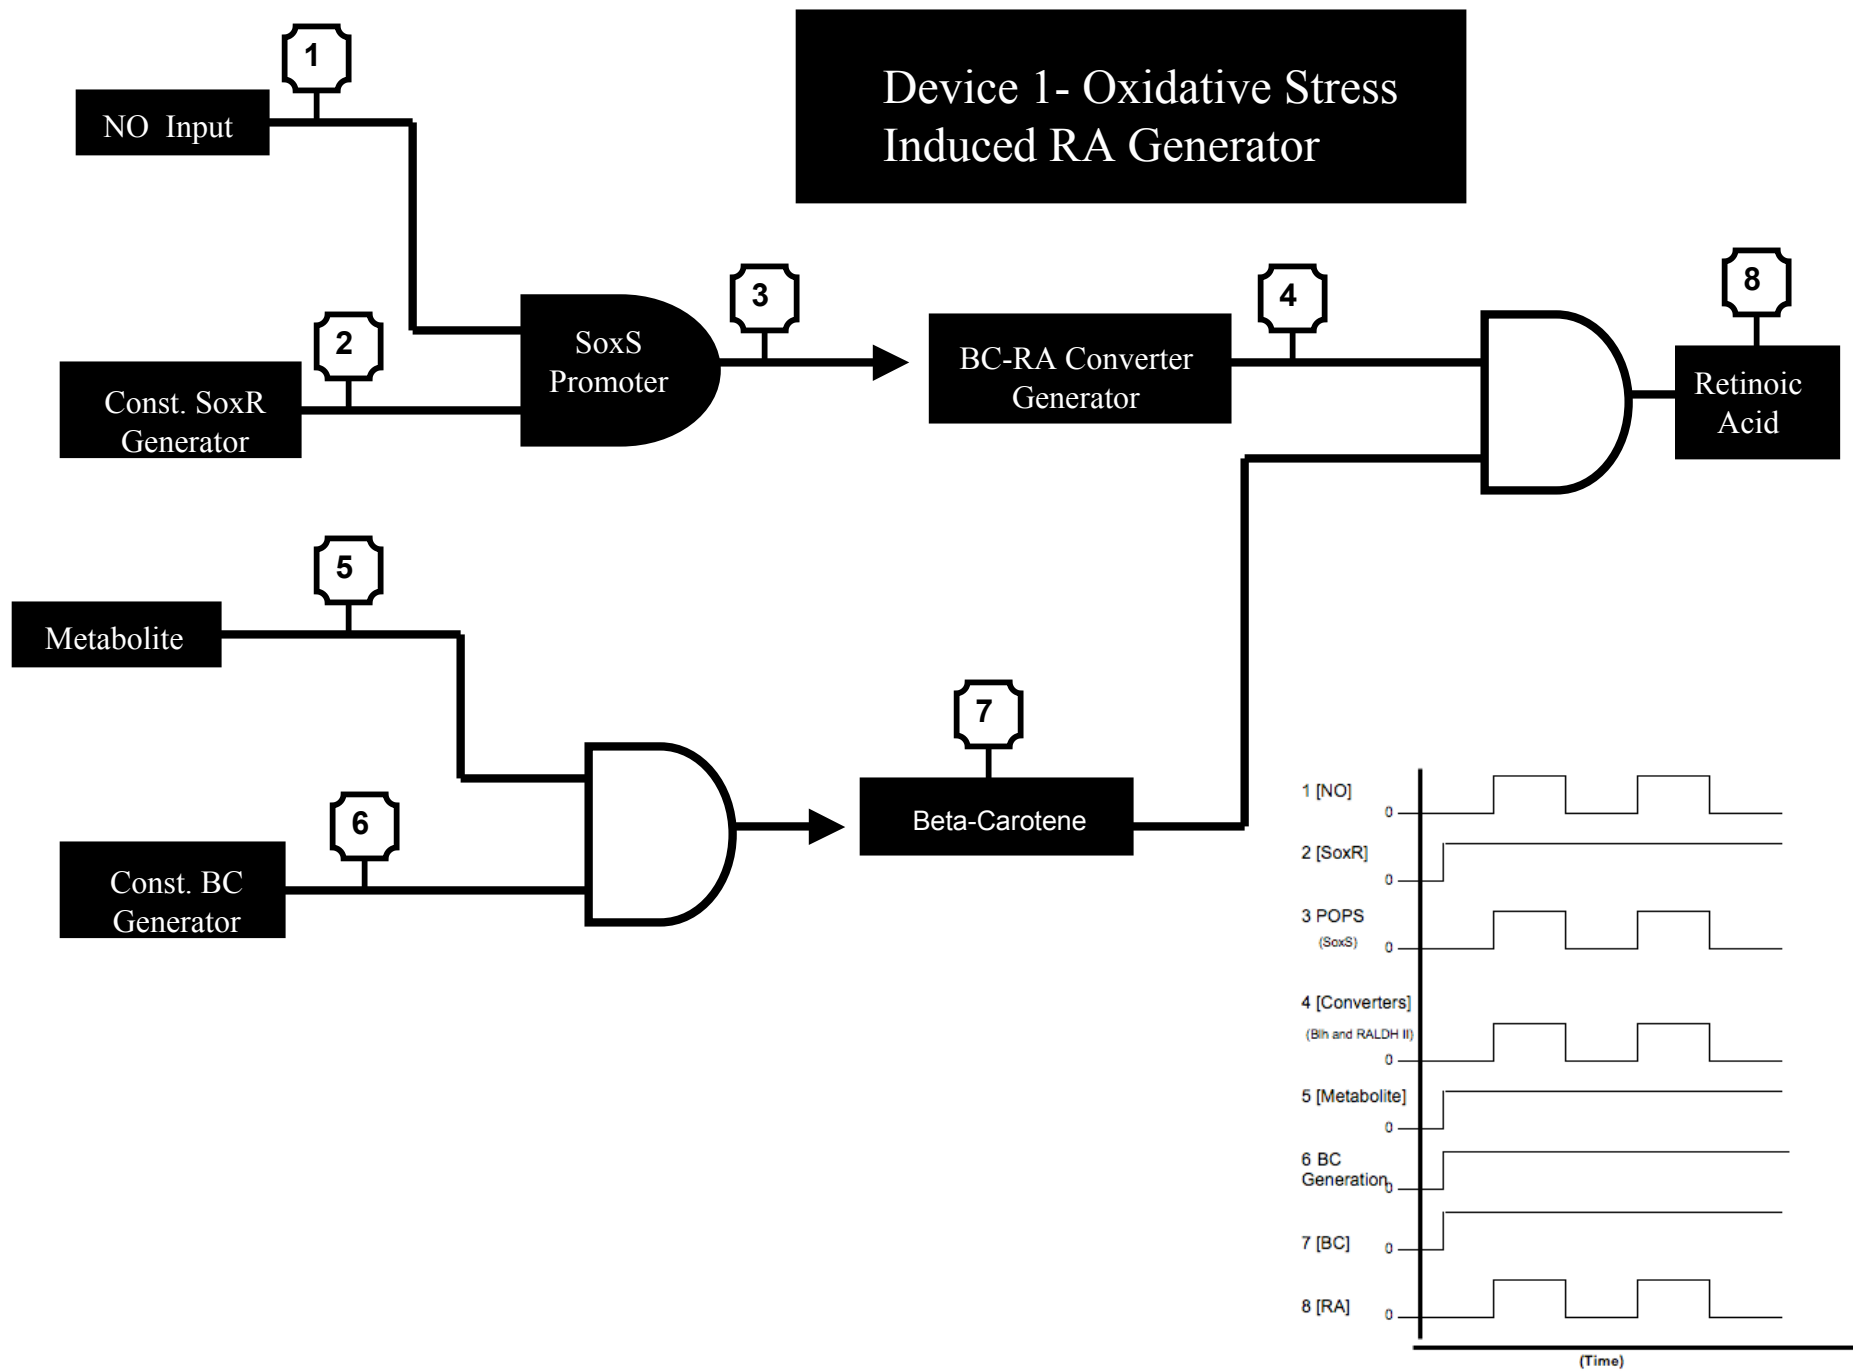 1
NO Input
Device 1- Oxidative Stress
Induced RA Generator
2
Const. SoxR
Generator
SoxS
Promoter
3
BC-RA Converter
Generator
4
8
Retinoic
Acid
5
Metabolite
6
Const. BC
Generator
7
Beta-Carotene
1 [NO]
0
2 [SoxR]
0
3 POPS
(SoxS)
0
4 [Converters]
(Blh and RALDH II)
0
5 [Metabolite]
0
6 BC
Generation
0
7 [BC]
0
8 [RA]
0
(Time)